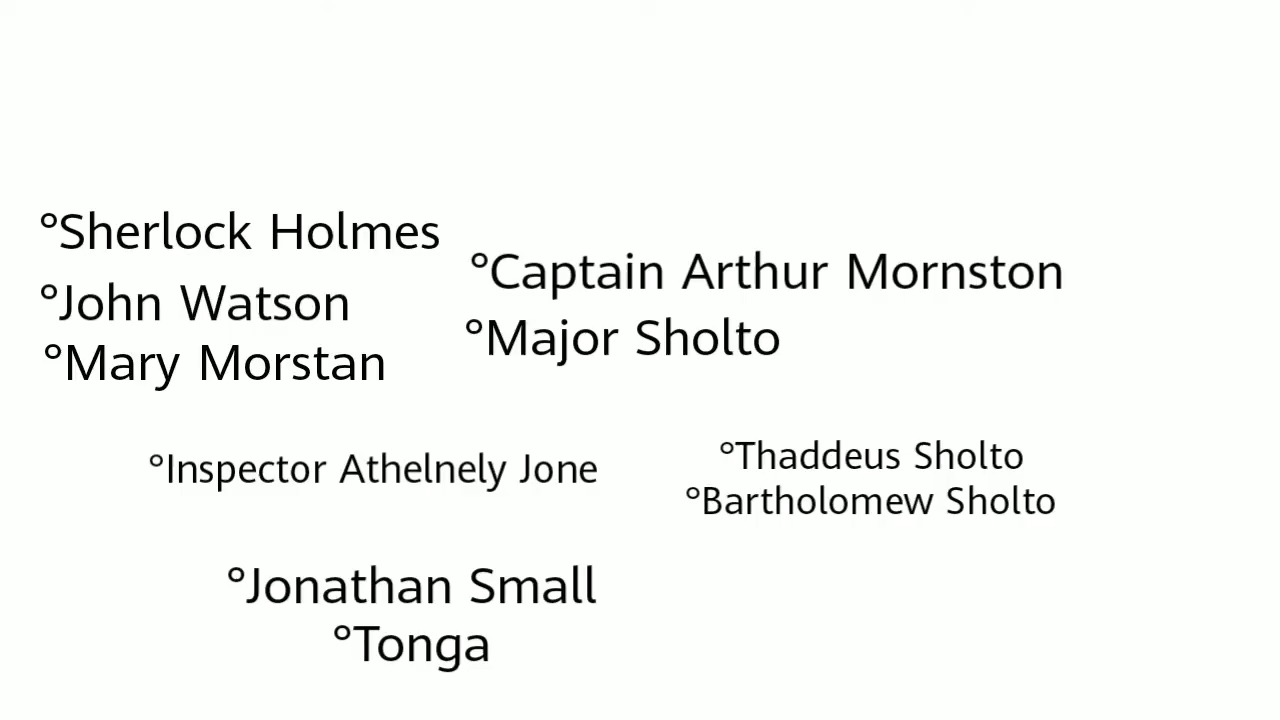 °Sherlock Holmes
°John Watson
°Mary Morstan
°Captain Arthur Mornston
°Major Sholto
°Inspector Athelnely Jone
°Thaddeus Sholto
°Bartholomew Sholto
°Jonathan Small
°Tonga